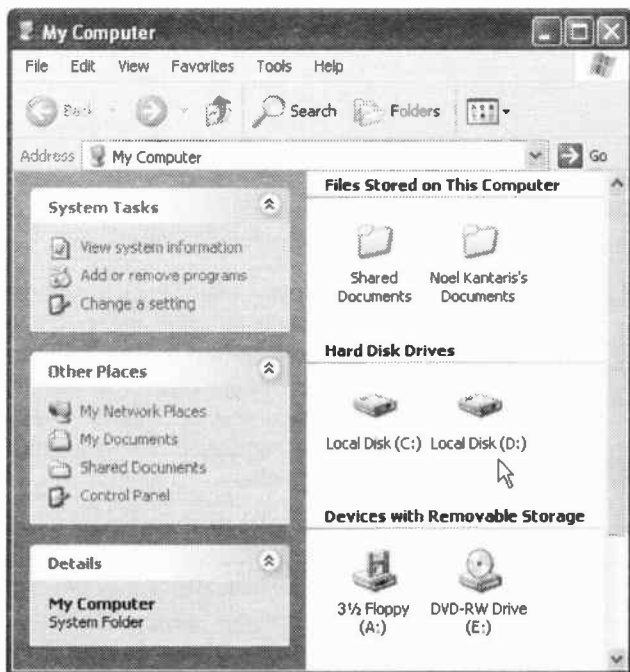 My Computer
File Edit View Favorites Tools Help
Back Search Folders
Address My Computer Go
System Tasks
View system information
Add or remove programs
Change a setting
Other Places
My Network Places
My Documents
Shared Documents
Control Panel
Details
My Computer
System Folder
Files Stored on This Computer
Shared Documents
Noel Kantaris's Documents
Hard Disk Drives
Local Disk (C:) Local Disk (D:)
Devices with Removable Storage
3½ Floppy (A:)
DVD-RW Drive (E:)